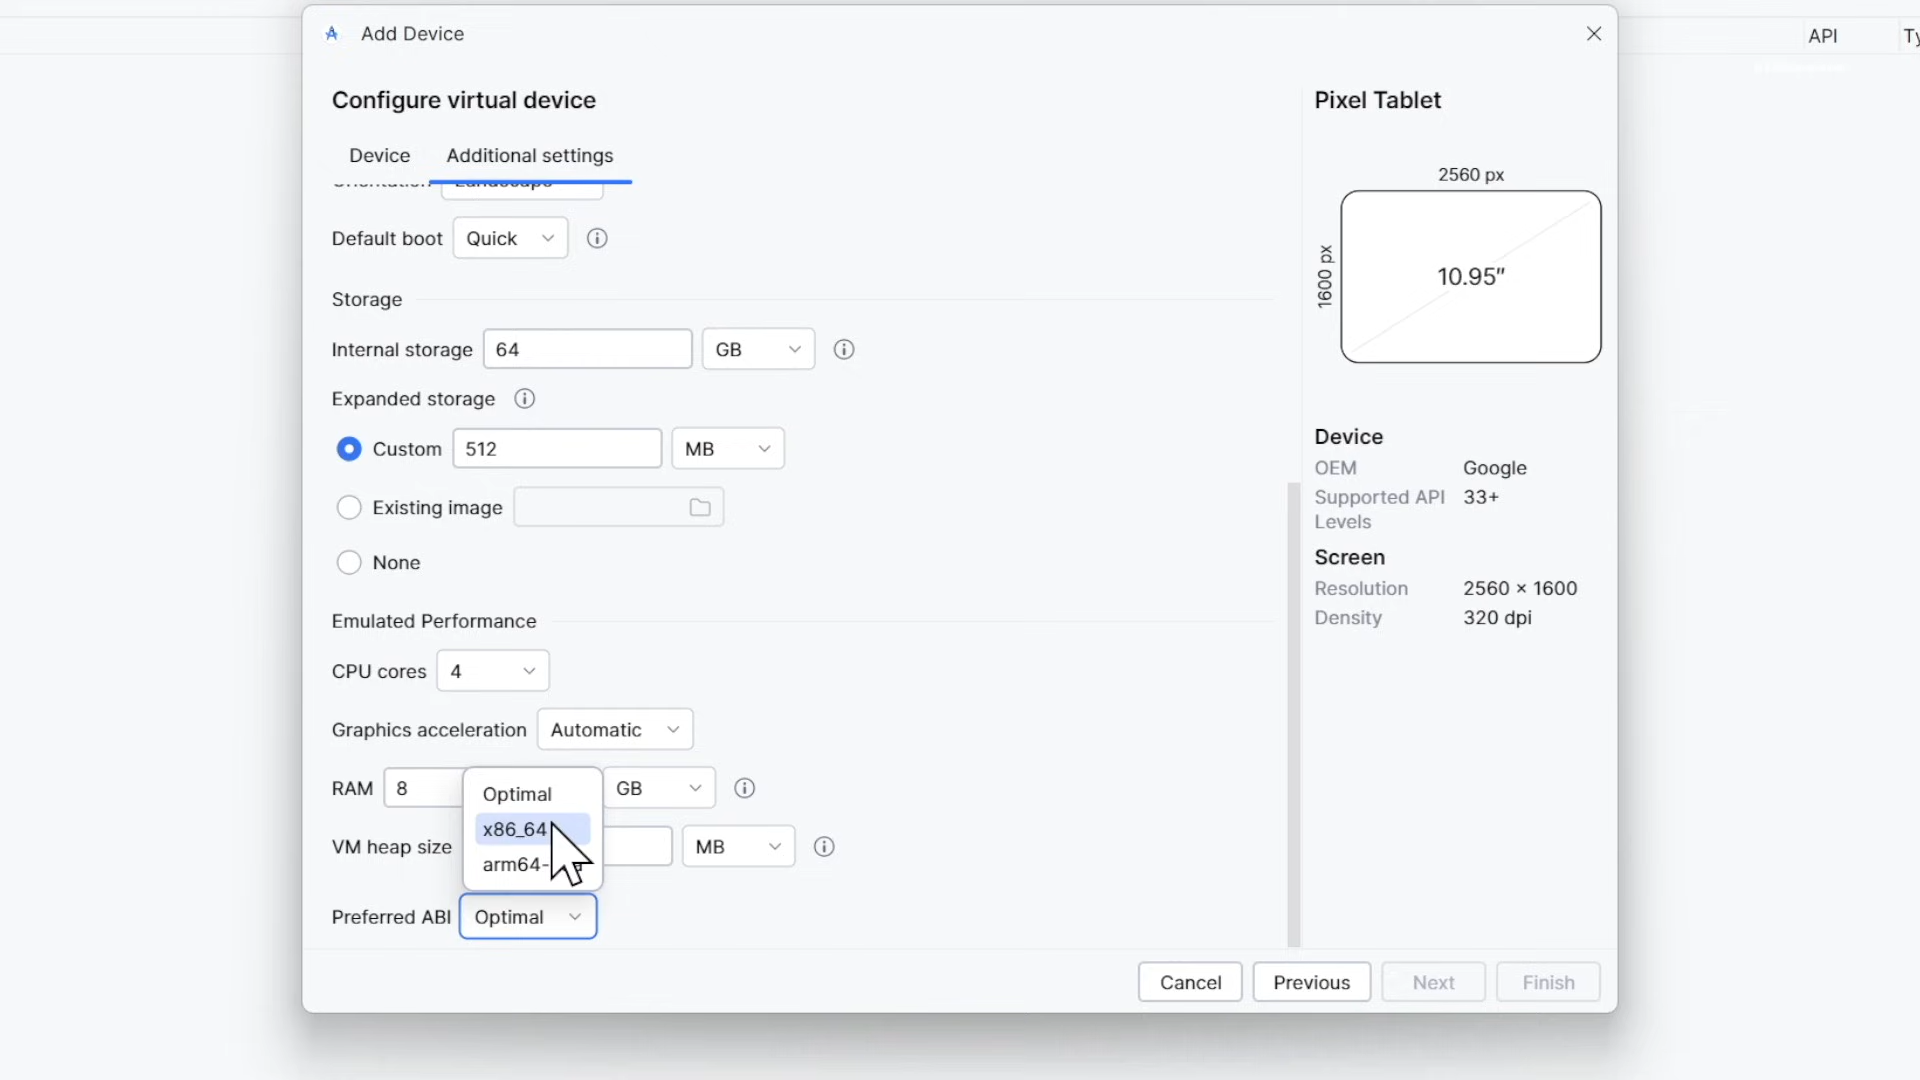 Add Device
API
Configure virtual device
Device
Additional settings
Default boot
Quick
Storage
Internal storage
64
GB
Expanded storage
Custom
512
MB
Existing image
None
Emulated Performance
CPU cores
4
Graphics acceleration
Automatic
RAM
8
GB
Optimal
x86_64
VM heap size
MB
Preferred ABI
Optimal
Cancel
Previous
Next
Finish
Pixel Tablet
2560 px
1600 px
10.95″
Device
OEM Google
Supported API 33+
Levels
Screen
Resolution 2560 × 1600
Density 320 dpi